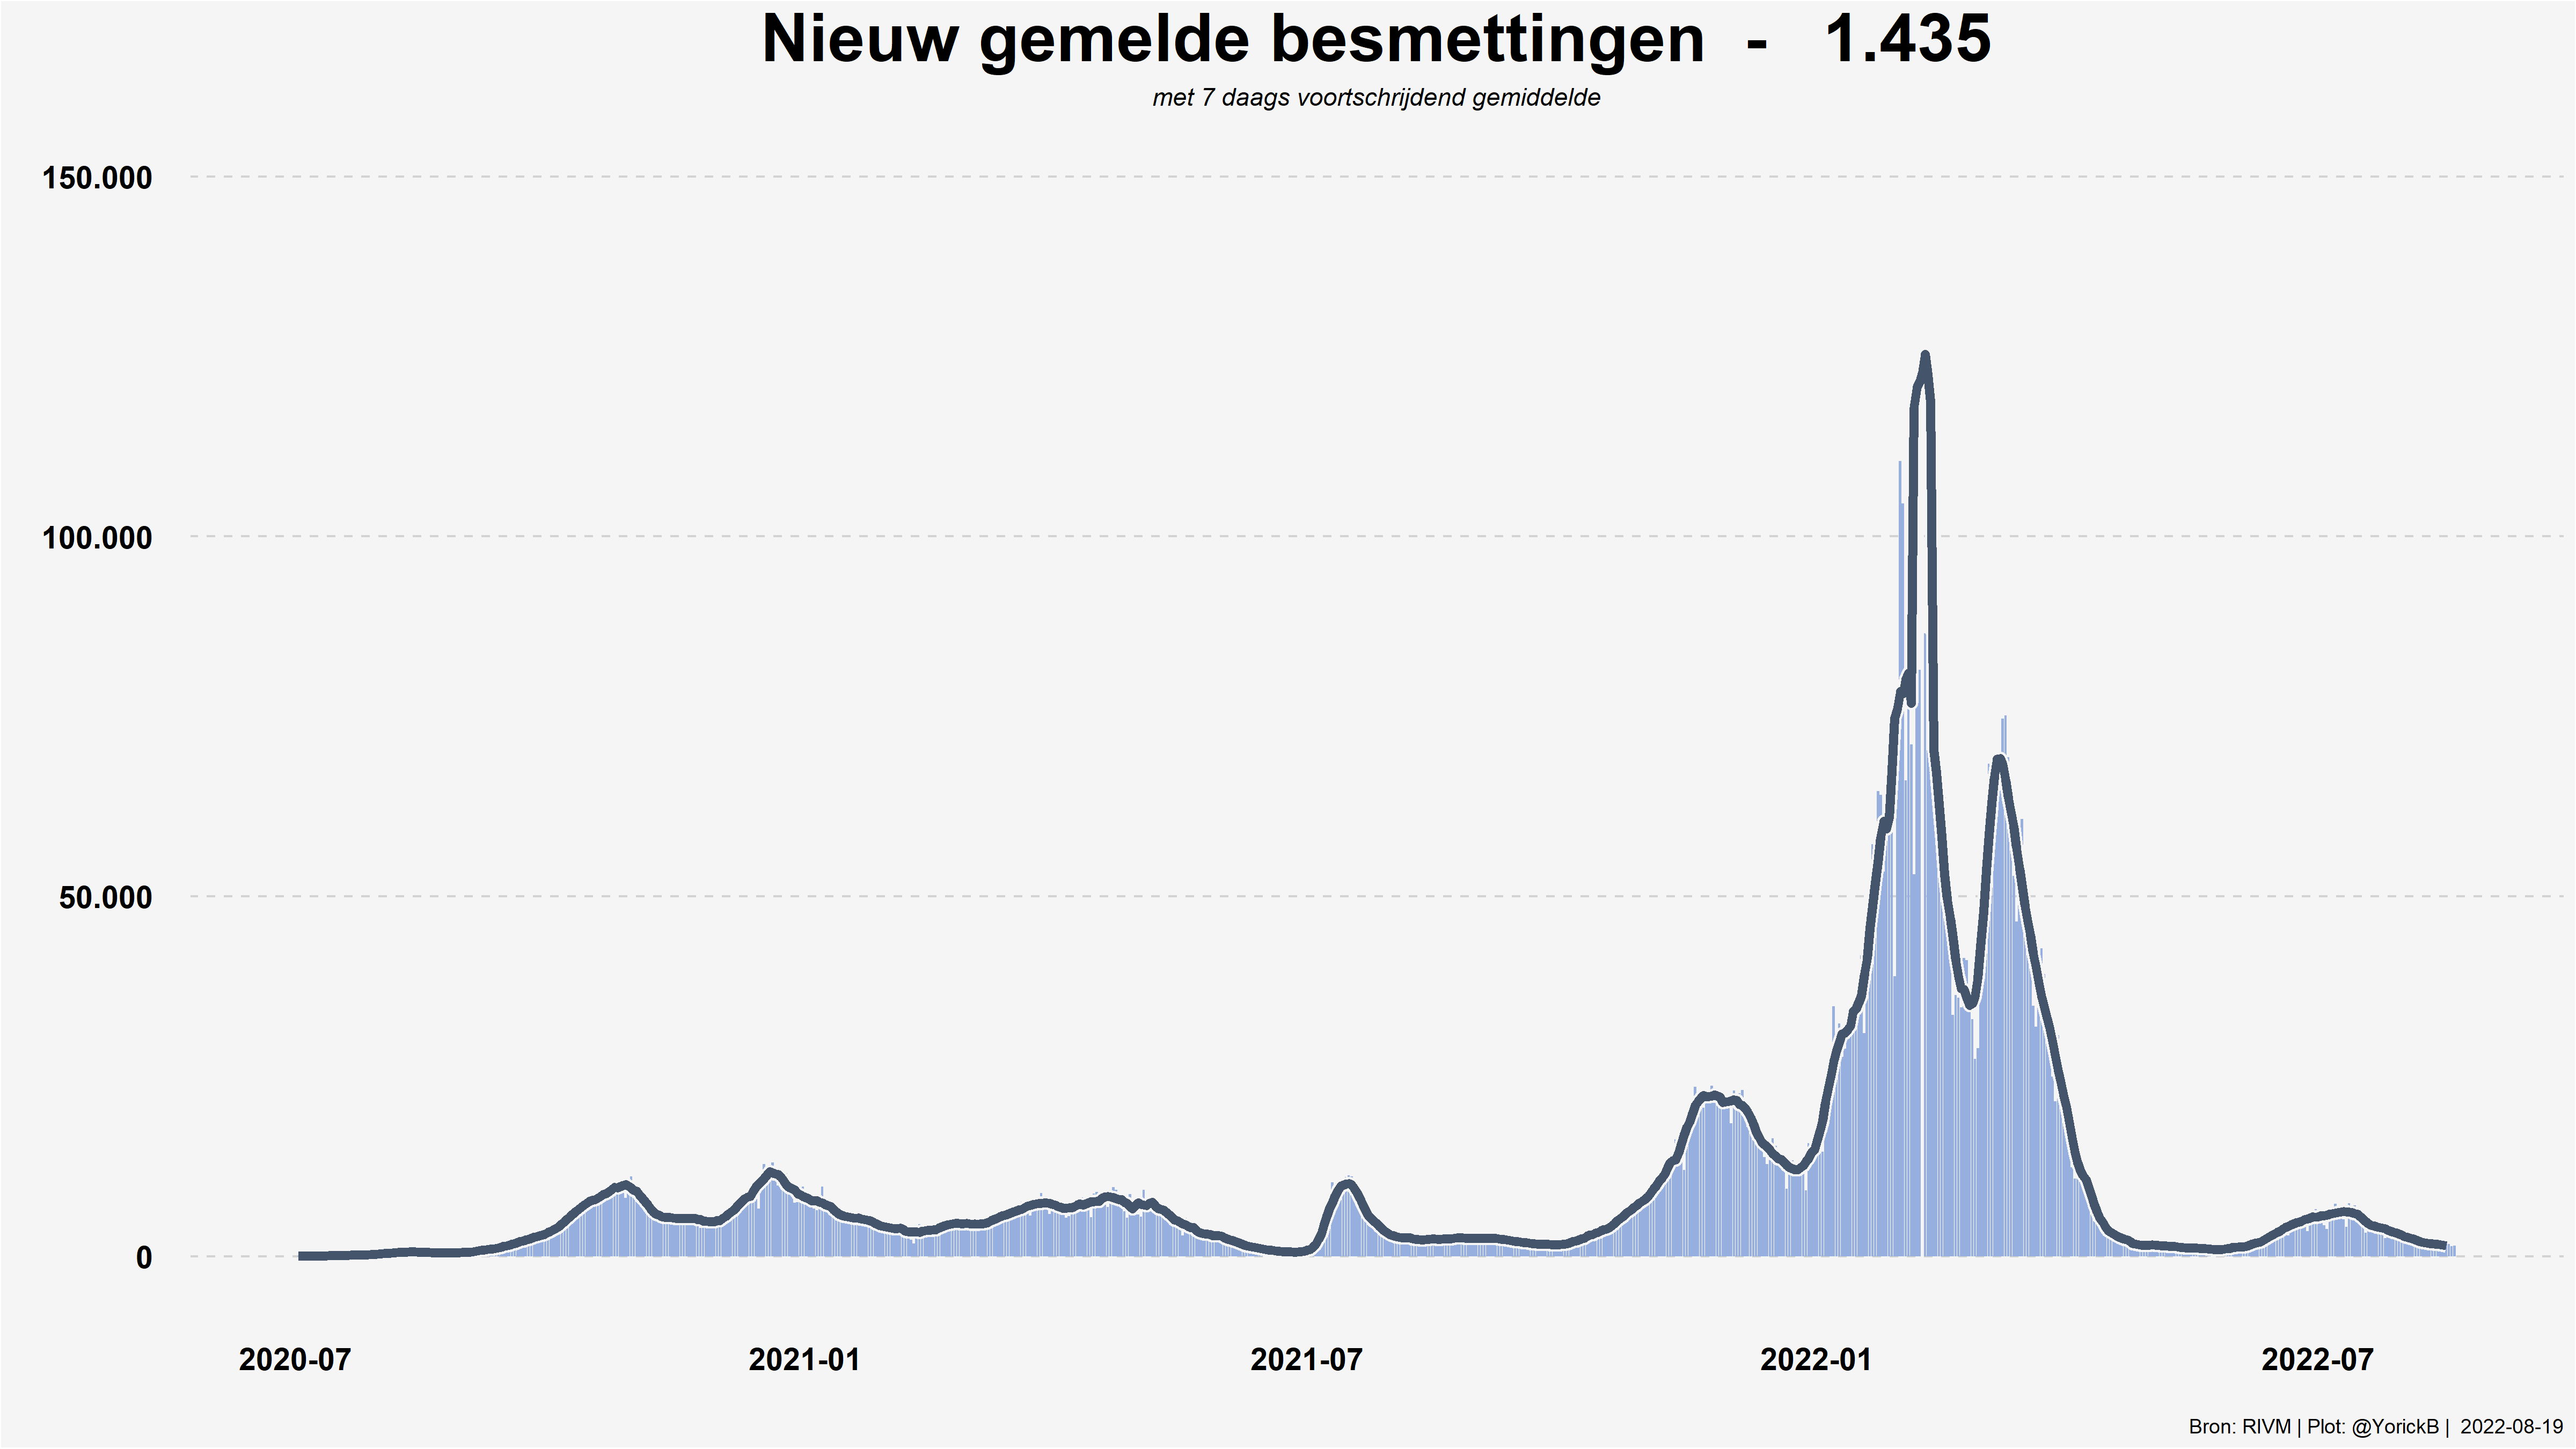 Nieuw gemelde besmettingen - 1.435
met 7 daags voortschrijdend gemiddelde
150.000
100.000
50.000
0
2020-07 2021-01 2021-07 2022-01 2022-07
Bron: RIVM | Plot: @YorickB | 2022-08-19